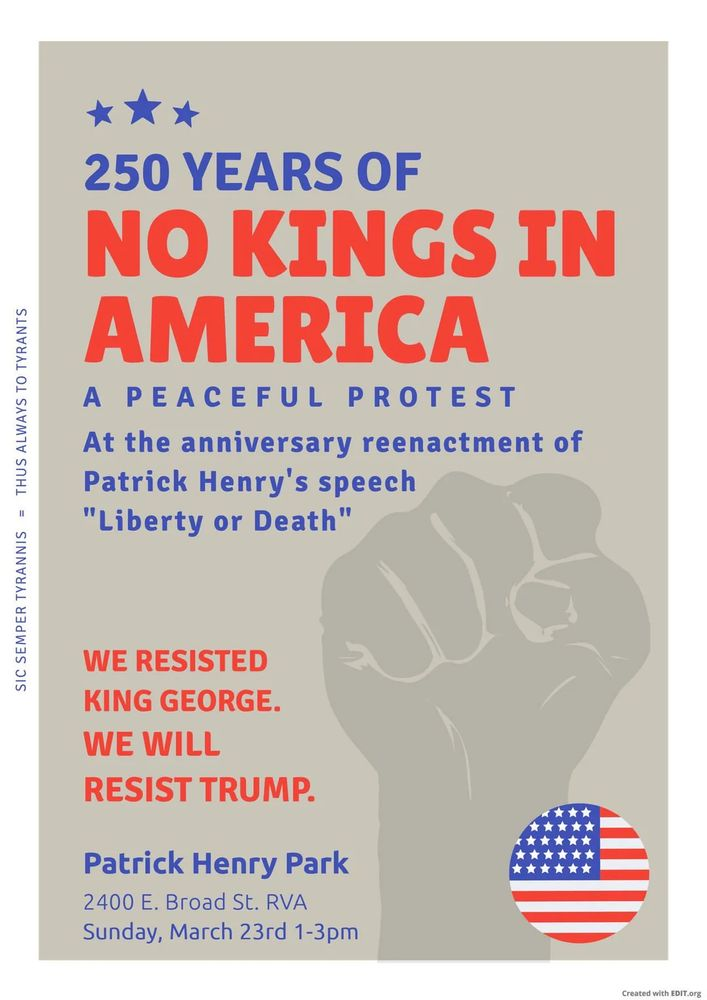 250 YEARS OF
NO KINGS IN
AMERICA
A PEACEFUL PROTEST
At the anniversary reenactment of
Patrick Henry's speech
"Liberty or Death"
SIC SEMPER TYRANNIS = THUS ALWAYS TO TYRANTS
WE RESISTED
KING GEORGE.
WE WILL
RESIST TRUMP.
Patrick Henry Park
2400 E. Broad St. RVA
Sunday, March 23rd 1-3pm
Created with EDIT.org